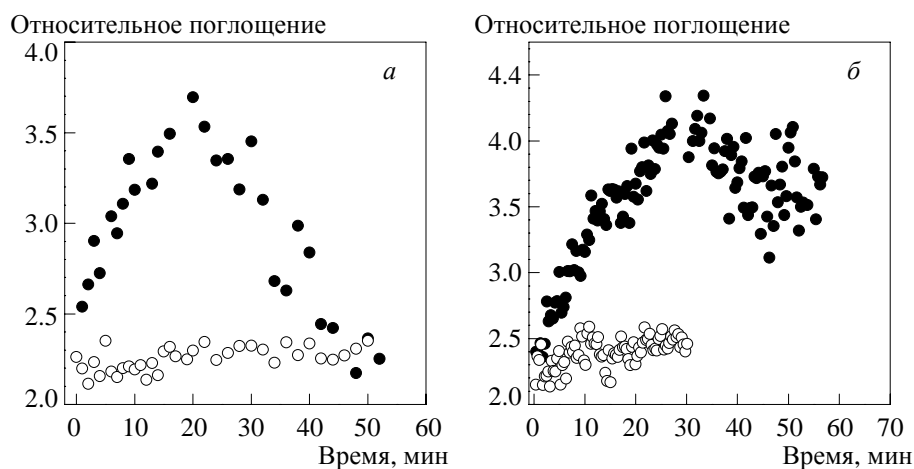 Относительное поглощение
4.0
3.5
3.0
2.5
2.0
0 10 20 30 40 50 60
Время, мин
а
Относительное поглощение
4.4
4.0
3.5
3.0
2.5
2.0
0 10 20 30 40 50 60 70
Время, мин
б